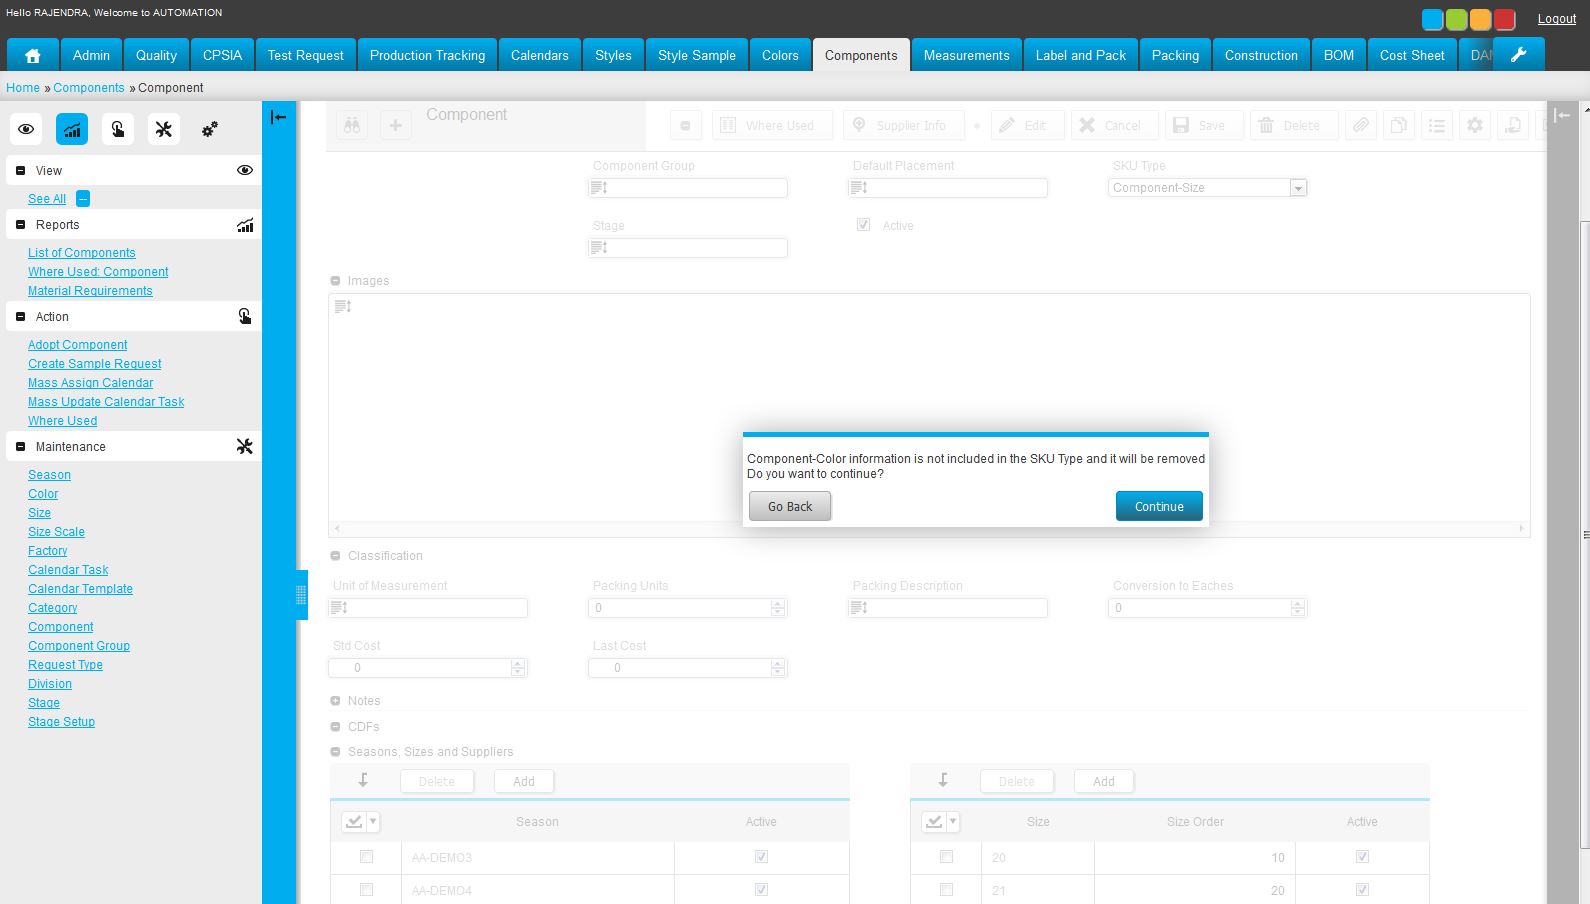 Hello RAJENDRA, Welcome to AUTOMATION
Logout
Admin Quality CPSIA Test Request Production Tracking Calendars Styles Style Sample Colors Components Measurements Label and Pack Packing Construction BOM Cost Sheet
Home » Components » Component
View
See All
Reports
List of Components
Where Used: Component
Material Requirements
Action
Adopt Component
Create Sample Request
Mass Assign Calendar
Mass Update Calendar Task
Where Used
Maintenance
Season
Color
Size
Size Scale
Factory
Calendar Task
Calendar Template
Category
Component
Component Group
Request Type
Division
Stage
Stage Setup
Component
Where Used Supplier Info Edit Cancel Save Delete
Component Group Default Placement SKU Type
Component-Size
Stage Active
Images
Component-Color information is not included in the SKU Type and it will be removed
Do you want to continue?
Go Back Continue
Classification
Unit of Measurement Packing Units Packing Description Conversion to Eaches
0 0
Std Cost Last Cost
0 0
Notes
CDFs
Seasons, Sizes and Suppliers
Delete Add Delete Add
Season Active Size Size Order Active
AA-DEMO3 20 10
AA-DEMO4 21 20